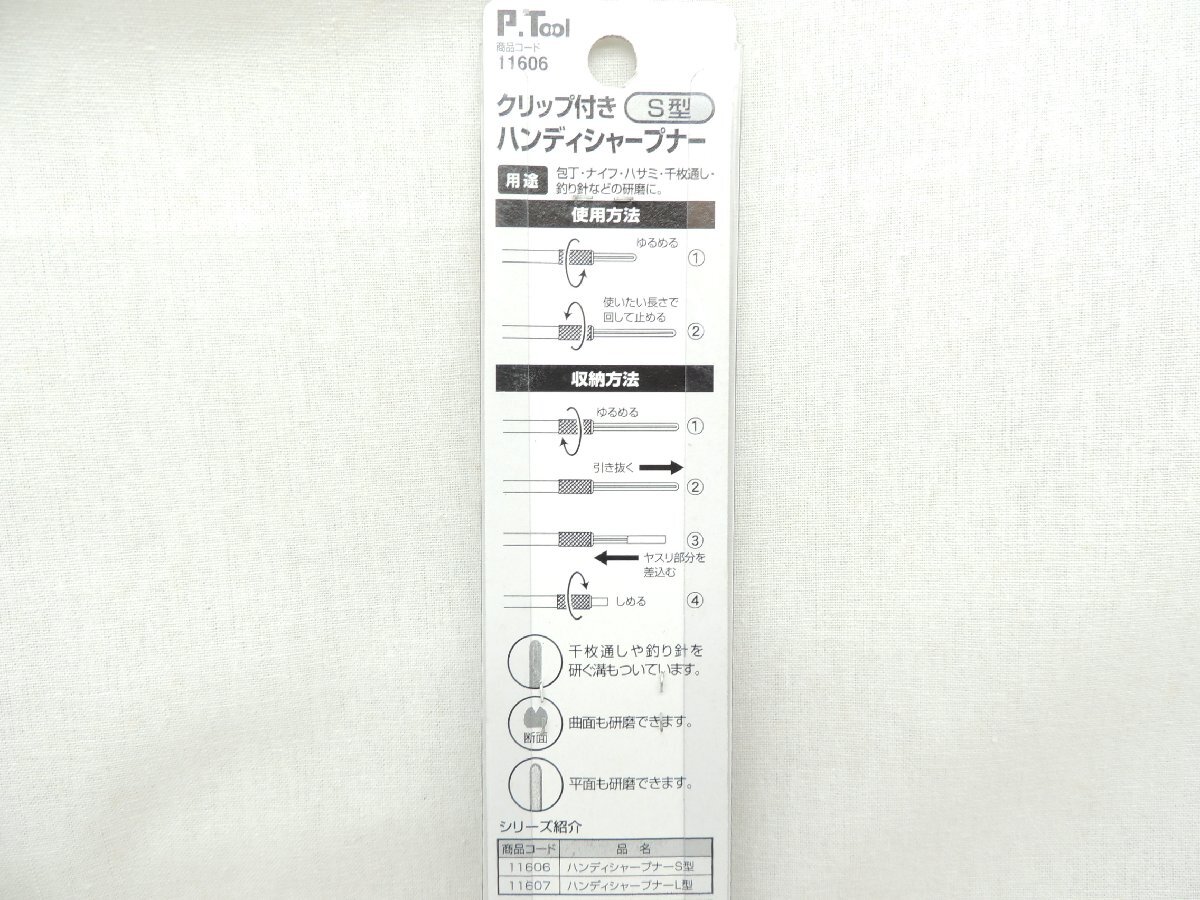 P.Tool
商品コード
11606
クリップ付き S型
ハンディシャープナー
用途 包丁・ナイフ・ハサミ・千枚通し・
釣り針などの研磨に。
使用方法
ゆるめる
①
使いたい長さで
回して止める
②
収納方法
ゆるめる
①
引き抜く
②
③
ヤスリ部分を
差込む
しめる ④
千枚通しや釣り針を
研ぐ溝もついています。
断面
曲面も研磨できます。
平面も研磨できます。
シリーズ紹介
商品コード 品名
11606 ハンディシャープナーS型
11607 ハンディシャープナーL型